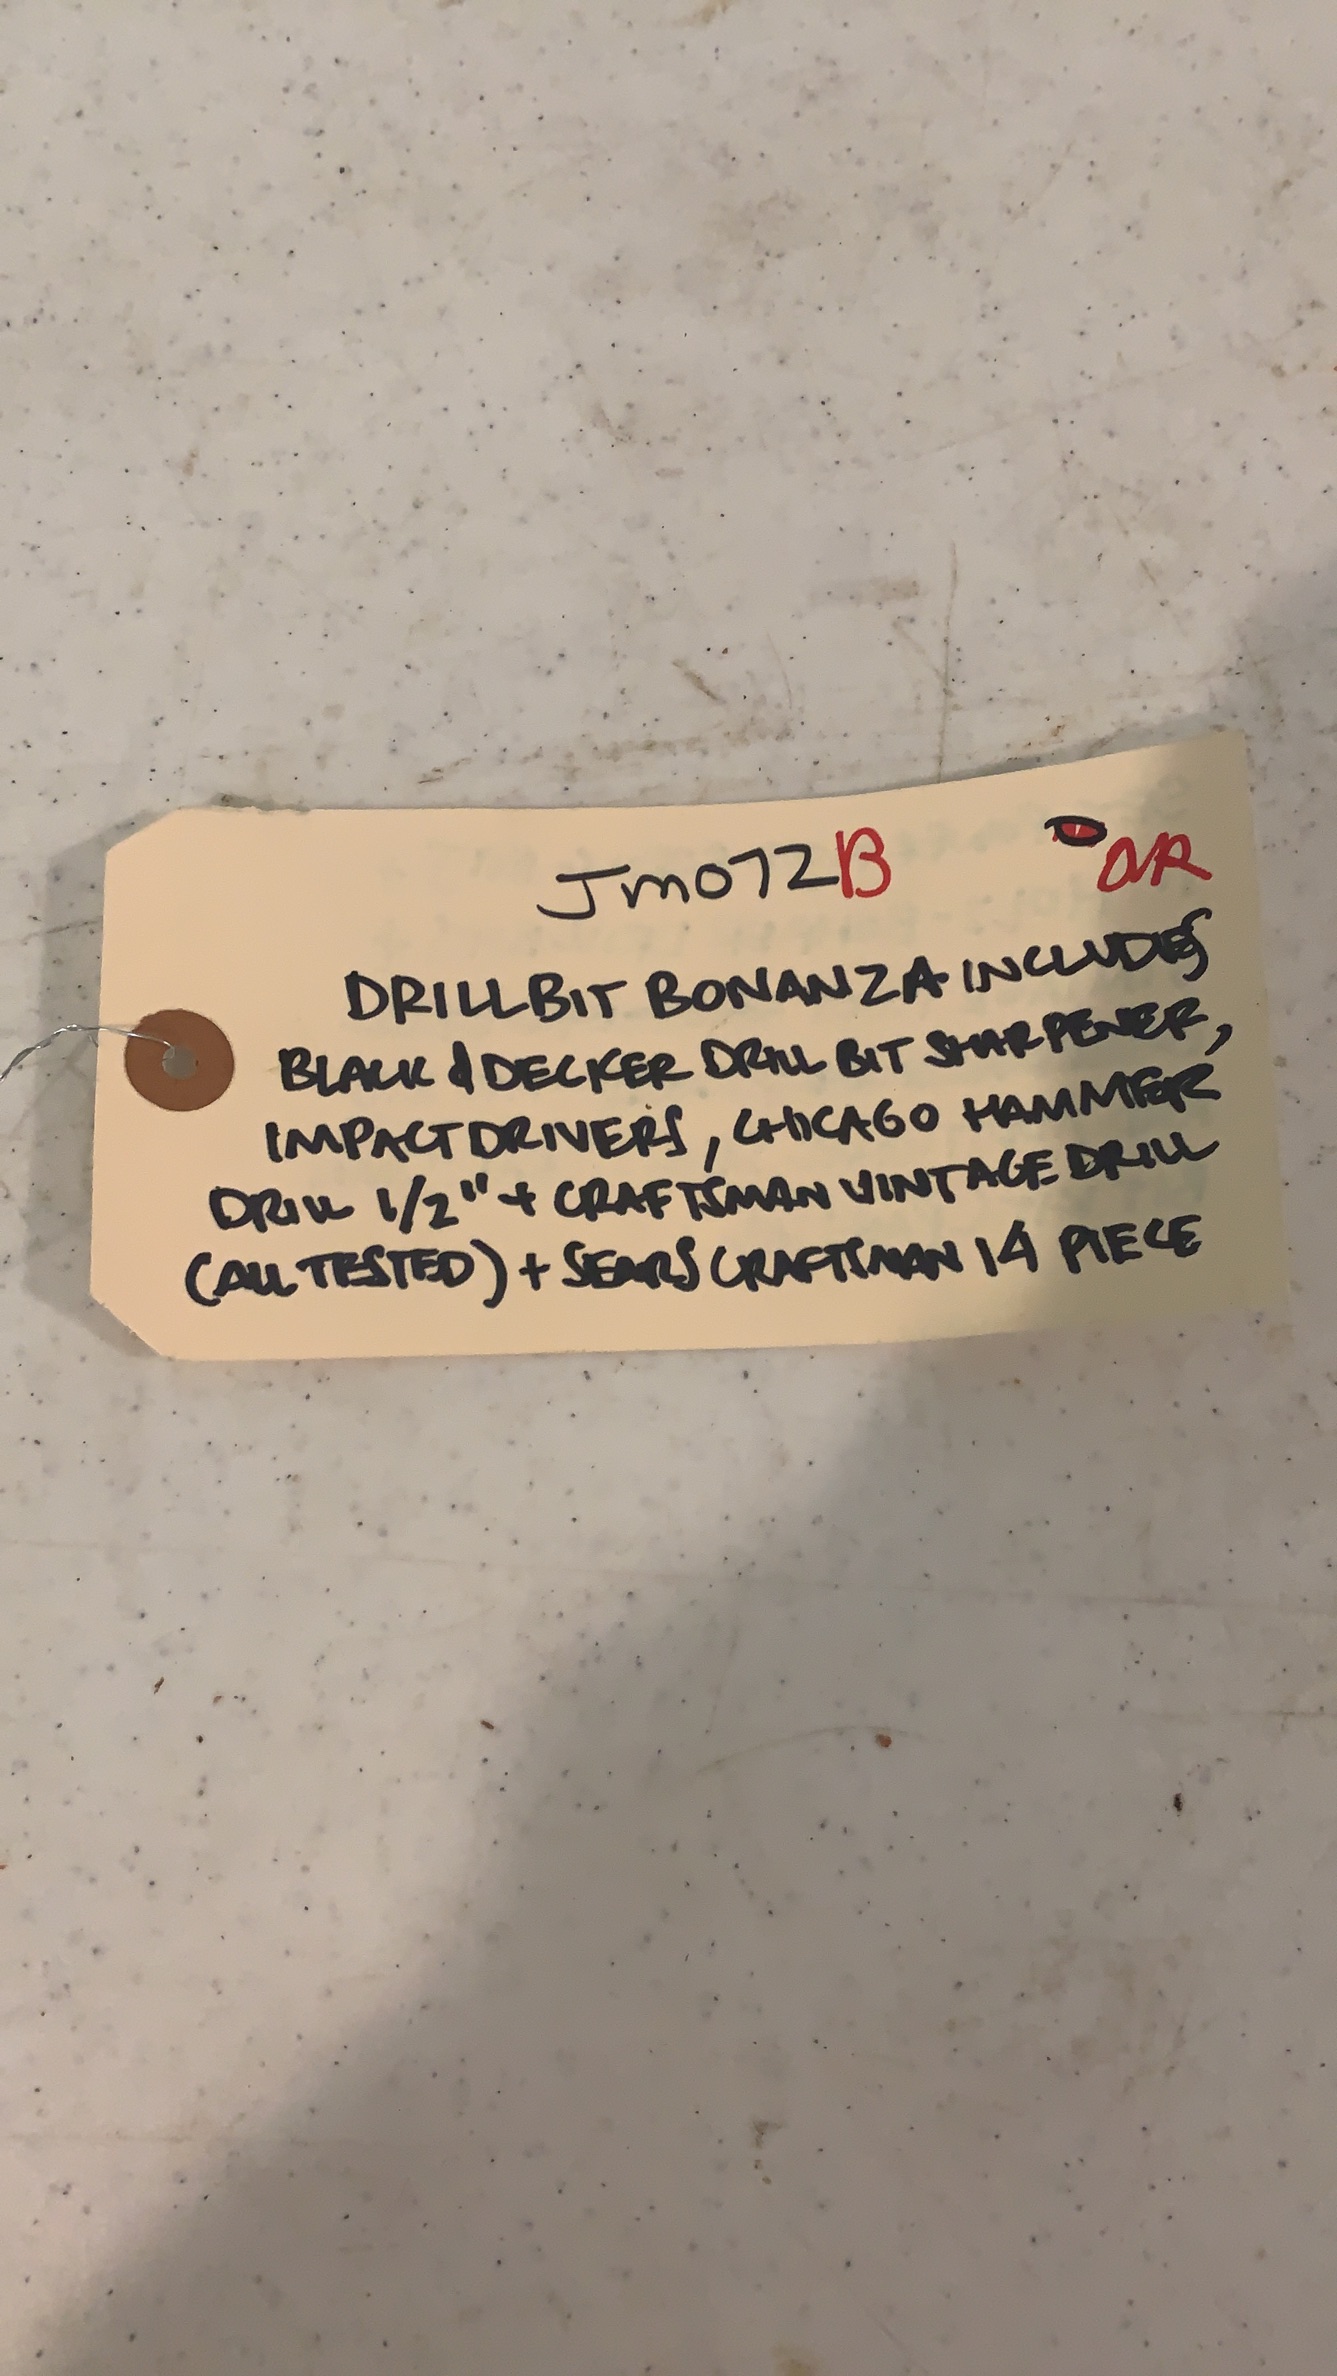 Jm072B
DRILLBIT BONANZA INCLUDES
BLACK & DECKER DRILL BIT SHARPENER,
IMPACT DRIVERS, CHICAGO HAMMER
DRILL 1/2" + CRAFTSMAN VINTAGE DRILL
(ALL TESTED) + SEARS CRAFTSMAN 14 PIECE